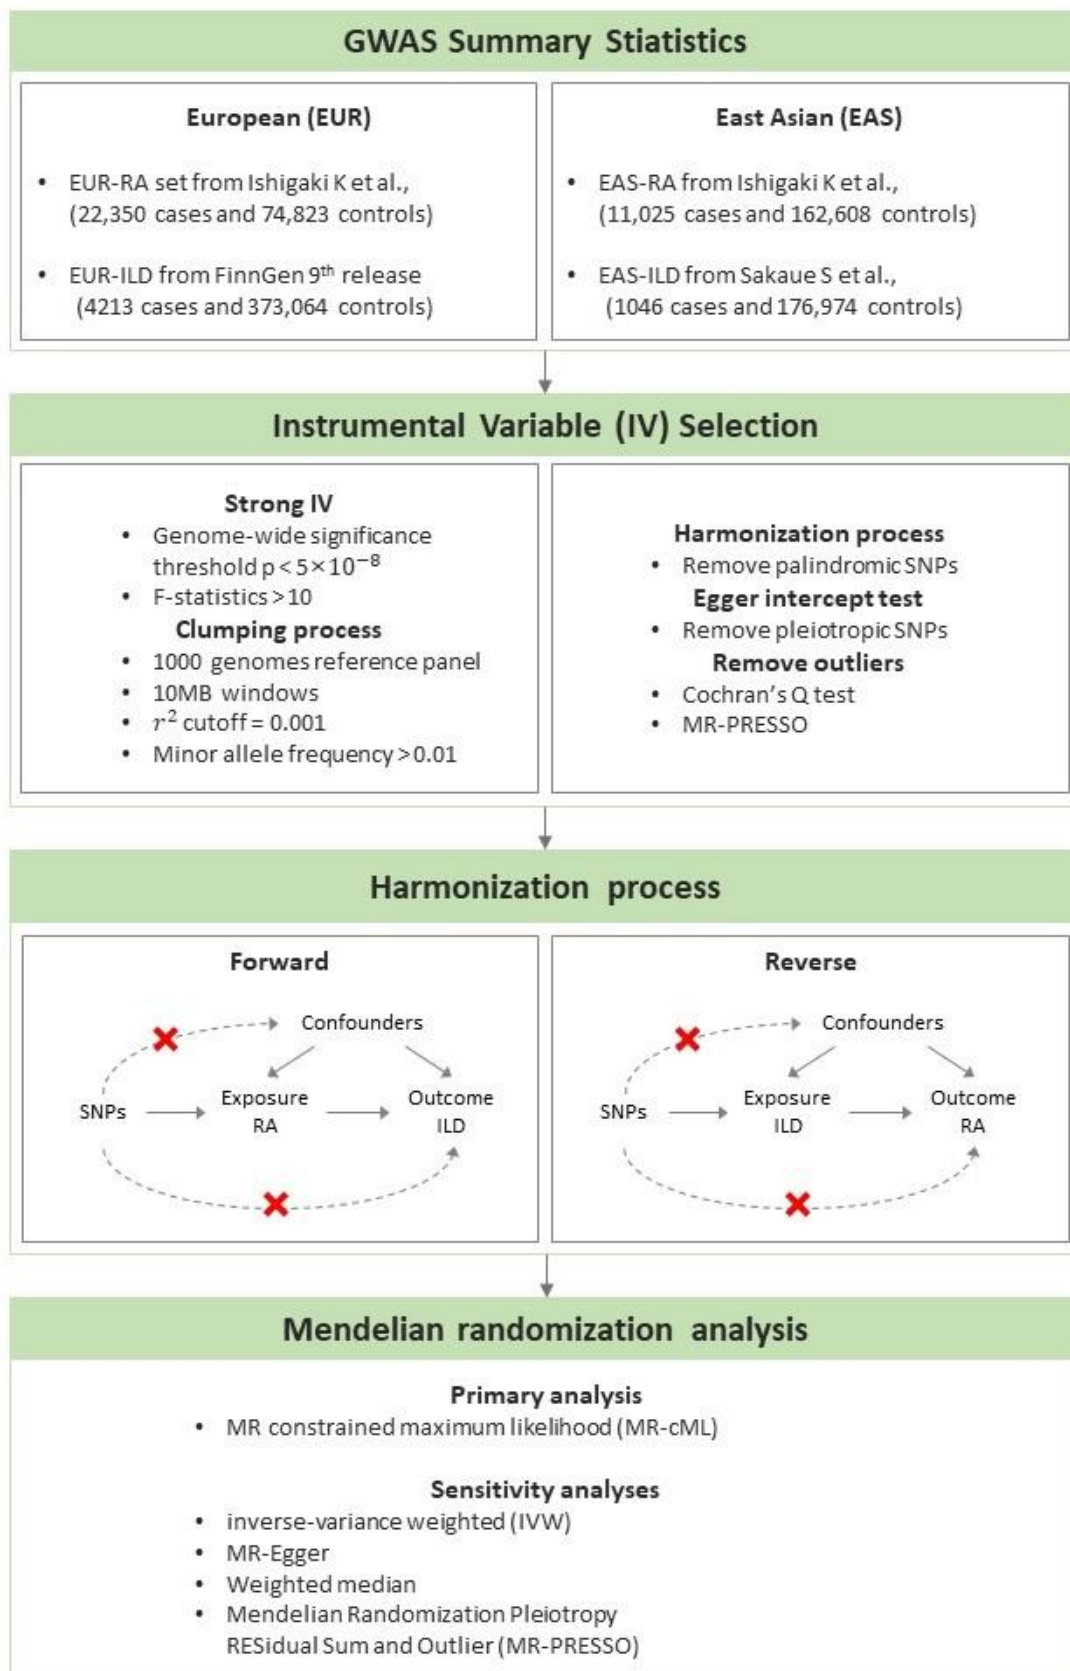 GWAS Summary Stiatistics
European (EUR)
• EUR-RA set from Ishigaki K et al.,
(22,350 cases and 74,823 controls)
• EUR-ILD from FinnGen 9th release
(4213 cases and 373,064 controls)
East Asian (EAS)
• EAS-RA from Ishigaki K et al.,
(11,025 cases and 162,608 controls)
• EAS-ILD from Sakaue S et al.,
(1046 cases and 176,974 controls)
Instrumental Variable (IV) Selection
Strong IV
• Genome-wide significance
threshold p < 5×10⁻⁸
• F-statistics >10
Clumping process
• 1000 genomes reference panel
• 10MB windows
• r² cutoff = 0.001
• Minor allele frequency >0.01
Harmonization process
• Remove palindromic SNPs
Egger intercept test
• Remove pleiotropic SNPs
Remove outliers
• Cochran's Q test
• MR-PRESSO
Harmonization process
Forward
Confounders
SNPs
Exposure
RA
Outcome
ILD
Reverse
Confounders
SNPs
Exposure
ILD
Outcome
RA
Mendelian randomization analysis
Primary analysis
• MR constrained maximum likelihood (MR-cML)
Sensitivity analyses
• inverse-variance weighted (IVW)
• MR-Egger
• Weighted median
• Mendelian Randomization Pleiotropy
RESidual Sum and Outlier (MR-PRESSO)